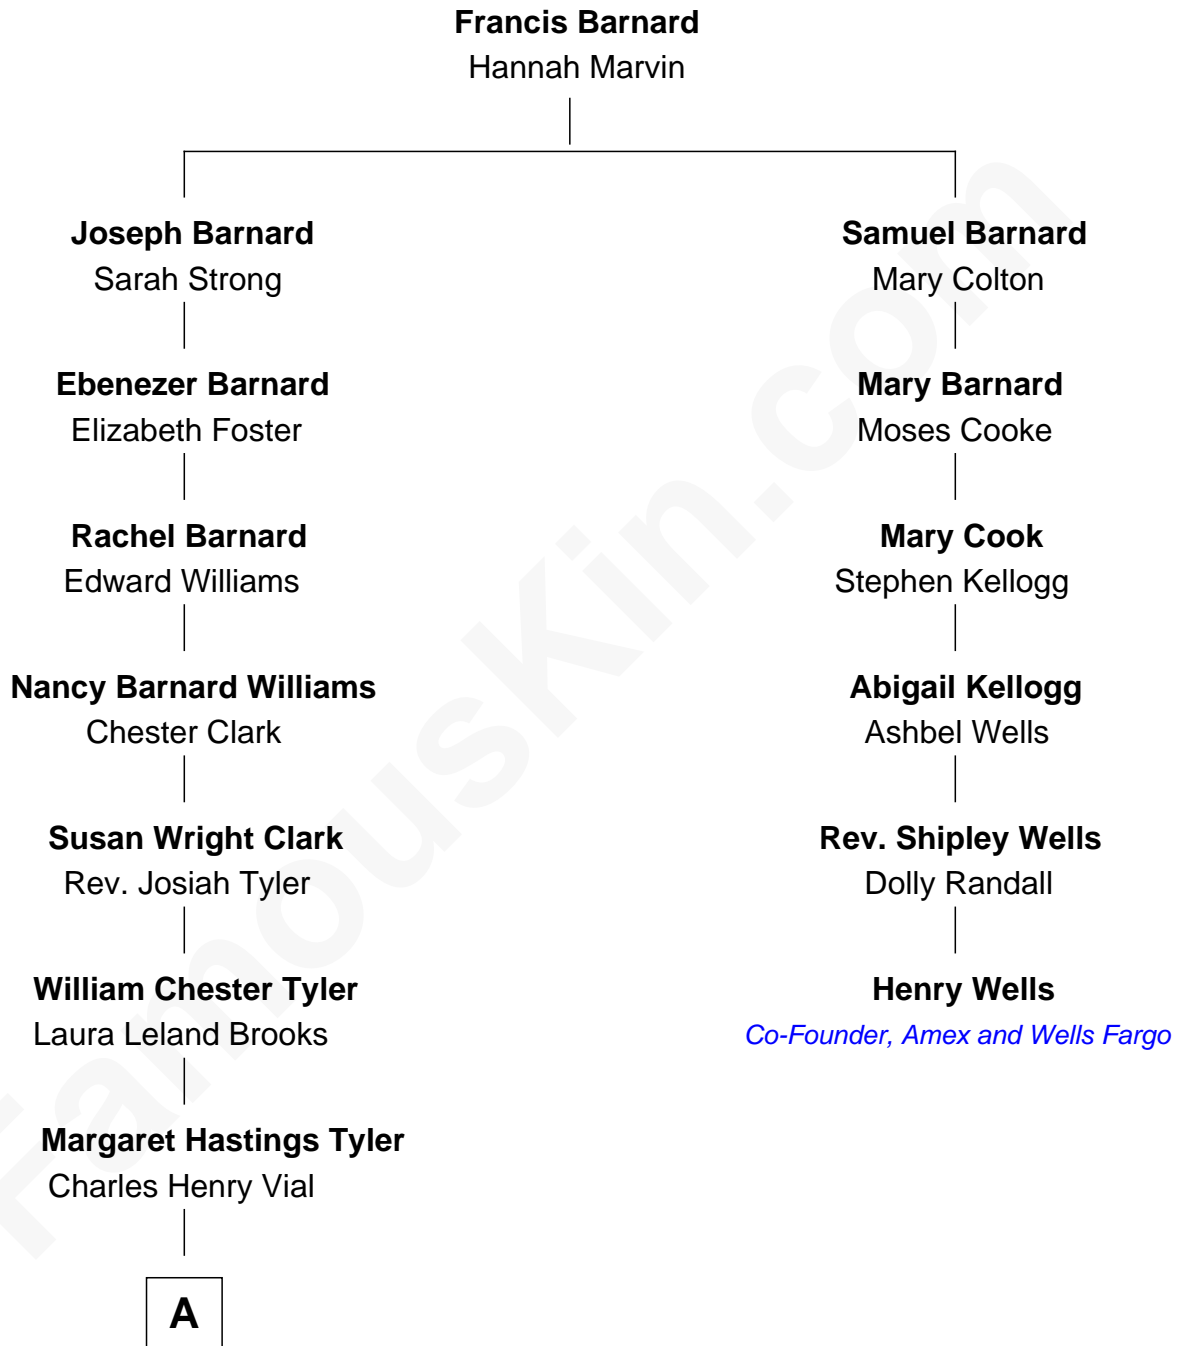 Francis Barnard
Hannah Marvin
Joseph Barnard
Sarah Strong
Samuel Barnard
Mary Colton
Ebenezer Barnard
Elizabeth Foster
Mary Barnard
Moses Cooke
Rachel Barnard
Edward Williams
Mary Cook
Stephen Kellogg
Nancy Barnard Williams
Chester Clark
Abigail Kellogg
Ashbel Wells
Susan Wright Clark
Rev. Josiah Tyler
Rev. Shipley Wells
Dolly Randall
William Chester Tyler
Laura Leland Brooks
Henry Wells
Co-Founder, Amex and Wells Fargo
Margaret Hastings Tyler
Charles Henry Vial
A
FamousKin.com